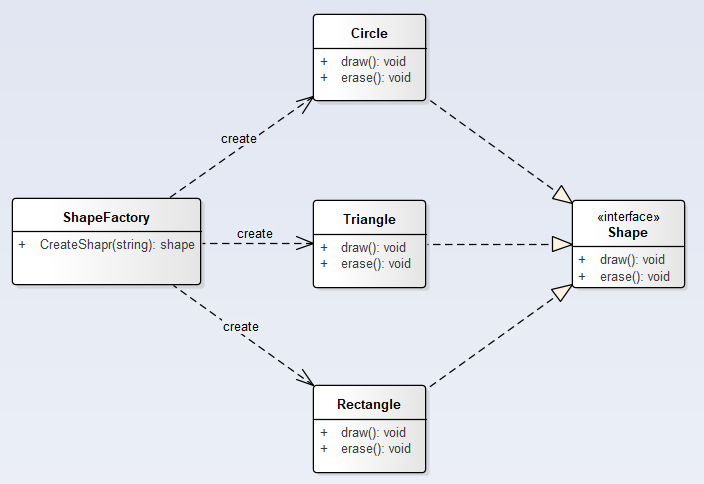 Circle
+ draw(): void
+ erase(): void
create
ShapeFactory
+ CreateShapr(string): shape
create
Triangle
+ draw(): void
+ erase(): void
«interface»
Shape
+ draw(): void
+ erase(): void
create
Rectangle
+ draw(): void
+ erase(): void